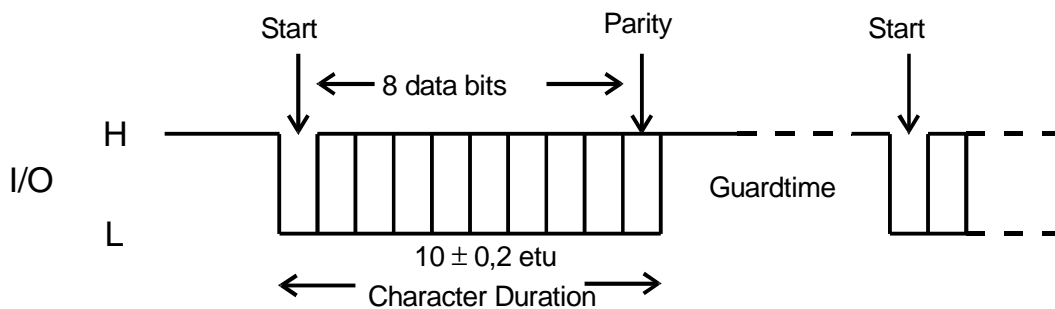 Start
Parity
Start
8 data bits
H
I/O
Guardtime
L
10 ± 0,2 etu
Character Duration